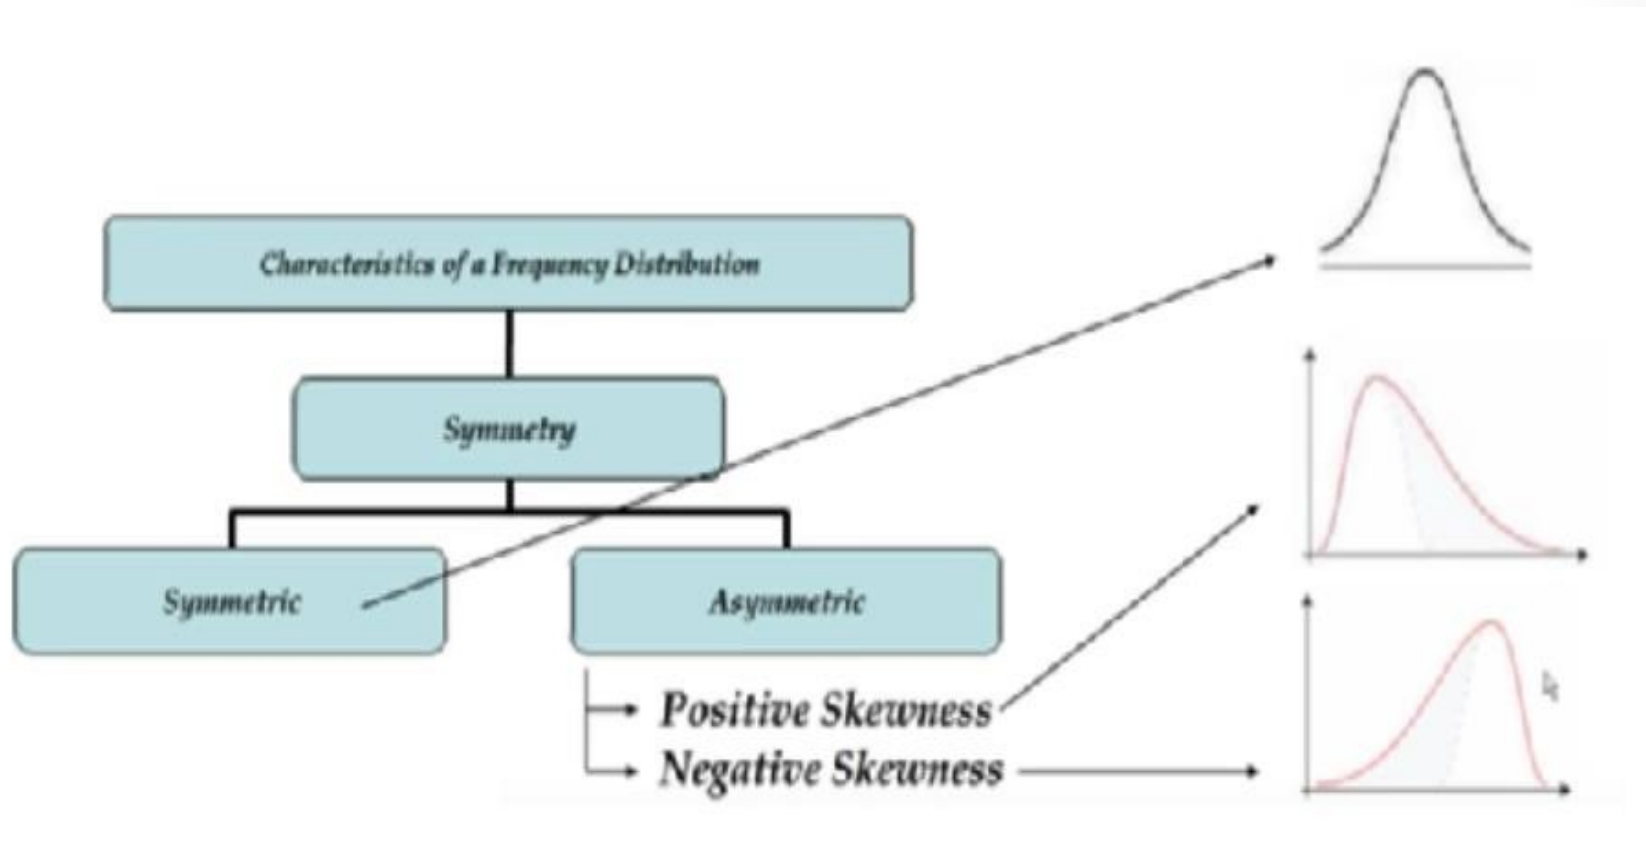 Characteristics of a Frequency Distribution
Symmetry
Symmetric
Asymmetric
Positive Skewness
Negative Skewness